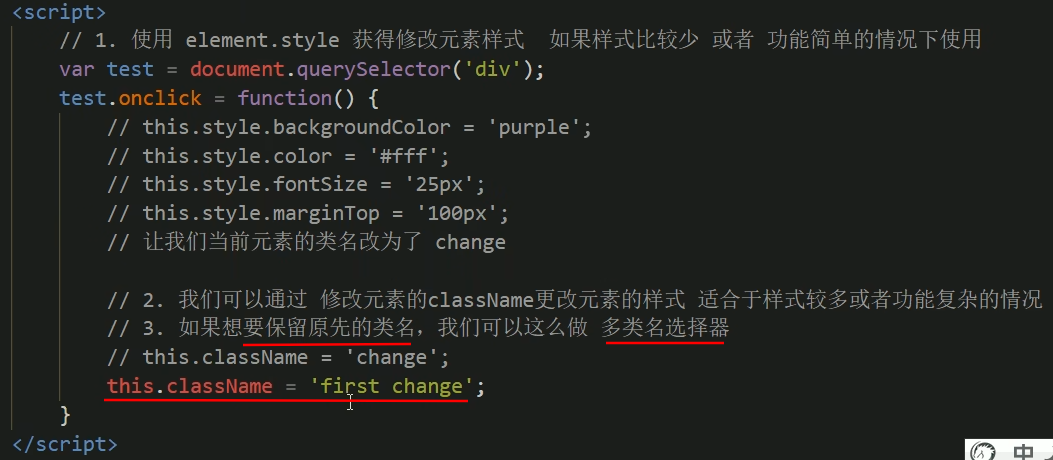 <script>
// 1. 使用 element.style 获得修改元素样式  如果样式比较少 或者 功能简单的情况下使用
var test = document.querySelector('div');
test.onclick = function() {
// this.style.backgroundColor = 'purple';
// this.style.color = '#fff';
// this.style.fontSize = '25px';
// this.style.marginTop = '100px';
// 让我们当前元素的类名改为了 change
// 2. 我们可以通过 修改元素的className更改元素的样式 适合于样式较多或者功能复杂的情况
// 3. 如果想要保留原先的类名，我们可以这么做 多类名选择器
// this.className = 'change';
this.className = 'first change';
}
</script>
中